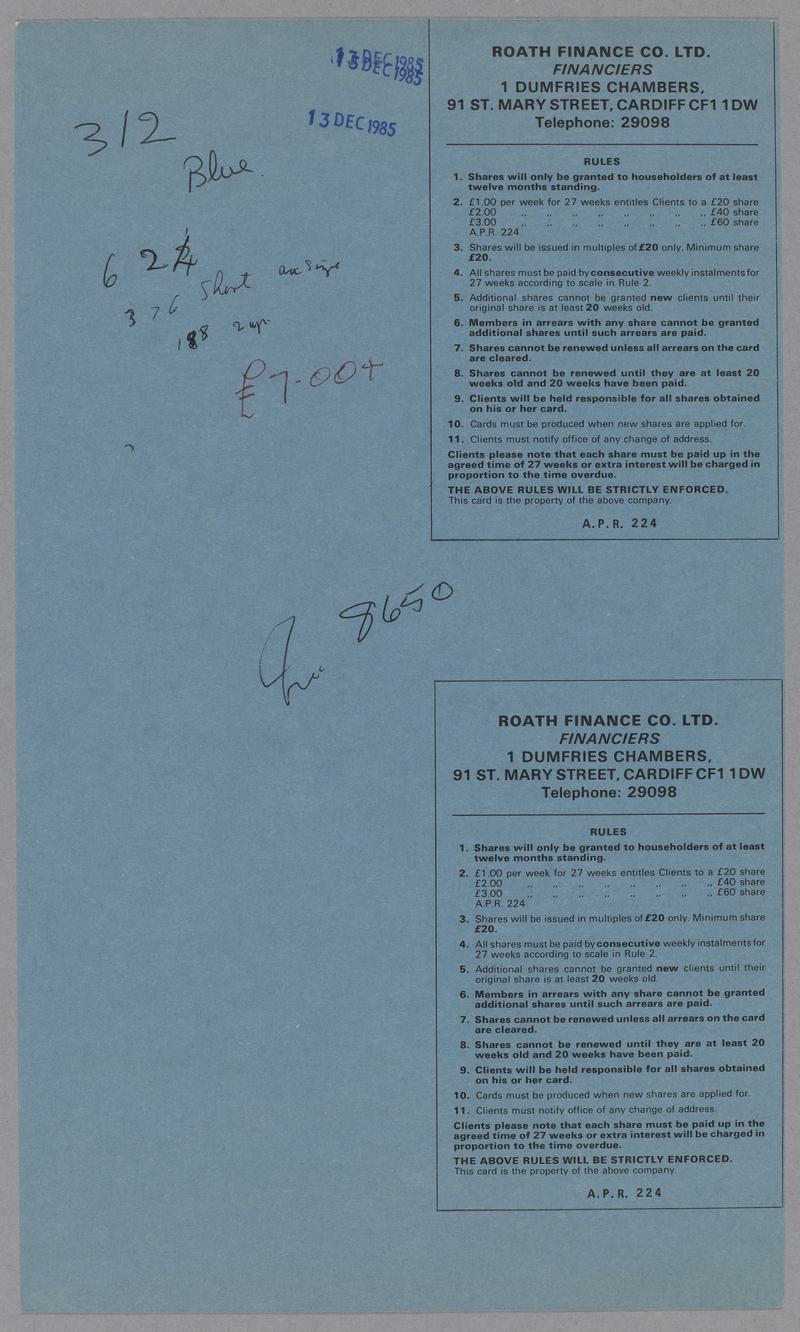 13 DEC 1985
13 DEC 1985
13 DEC 1985
312
Blue
624
376 short
188 2 up
£7.00+
8650
ROATH FINANCE CO. LTD.
FINANCIERS
1 DUMFRIES CHAMBERS,
91 ST. MARY STREET, CARDIFF CF1 1DW
Telephone: 29098
RULES
1. Shares will only be granted to householders of at least
twelve months standing.
2. £1.00 per week for 27 weeks entitles Clients to a £20 share
£2.00 ,, ,, ,, ,, ,, ,, ,, ,, £40 share
£3.00 ,, ,, ,, ,, ,, ,, ,, ,, £60 share
A.P.R. 224
3. Shares will be issued in multiples of £20 only. Minimum share
£20.
4. All shares must be paid by consecutive weekly instalments for
27 weeks according to scale in Rule 2.
5. Additional shares cannot be granted new clients until their
original share is at least 20 weeks old.
6. Members in arrears with any share cannot be granted
additional shares until such arrears are paid.
7. Shares cannot be renewed unless all arrears on the card
are cleared.
8. Shares cannot be renewed until they are at least 20
weeks old and 20 weeks have been paid.
9. Clients will be held responsible for all shares obtained
on his or her card.
10. Cards must be produced when new shares are applied for.
11. Clients must notify office of any change of address.
Clients please note that each share must be paid up in the
agreed time of 27 weeks or extra interest will be charged in
proportion to the time overdue.
THE ABOVE RULES WILL BE STRICTLY ENFORCED.
This card is the property of the above company.
A.P.R. 224
ROATH FINANCE CO. LTD.
FINANCIERS
1 DUMFRIES CHAMBERS,
91 ST. MARY STREET, CARDIFF CF1 1DW
Telephone: 29098
RULES
1. Shares will only be granted to householders of at least
twelve months standing.
2. £1.00 per week for 27 weeks entitles Clients to a £20 share
£2.00 ,, ,, ,, ,, ,, ,, ,, ,, £40 share
£3.00 ,, ,, ,, ,, ,, ,, ,, ,, £60 share
A.P.R. 224
3. Shares will be issued in multiples of £20 only. Minimum share
£20.
4. All shares must be paid by consecutive weekly instalments for
27 weeks according to scale in Rule 2.
5. Additional shares cannot be granted new clients until their
original share is at least 20 weeks old.
6. Members in arrears with any share cannot be granted
additional shares until such arrears are paid.
7. Shares cannot be renewed unless all arrears on the card
are cleared.
8. Shares cannot be renewed until they are at least 20
weeks old and 20 weeks have been paid.
9. Clients will be held responsible for all shares obtained
on his or her card.
10. Cards must be produced when new shares are applied for.
11. Clients must notify office of any change of address.
Clients please note that each share must be paid up in the
agreed time of 27 weeks or extra interest will be charged in
proportion to the time overdue.
THE ABOVE RULES WILL BE STRICTLY ENFORCED.
This card is the property of the above company.
A.P.R. 224